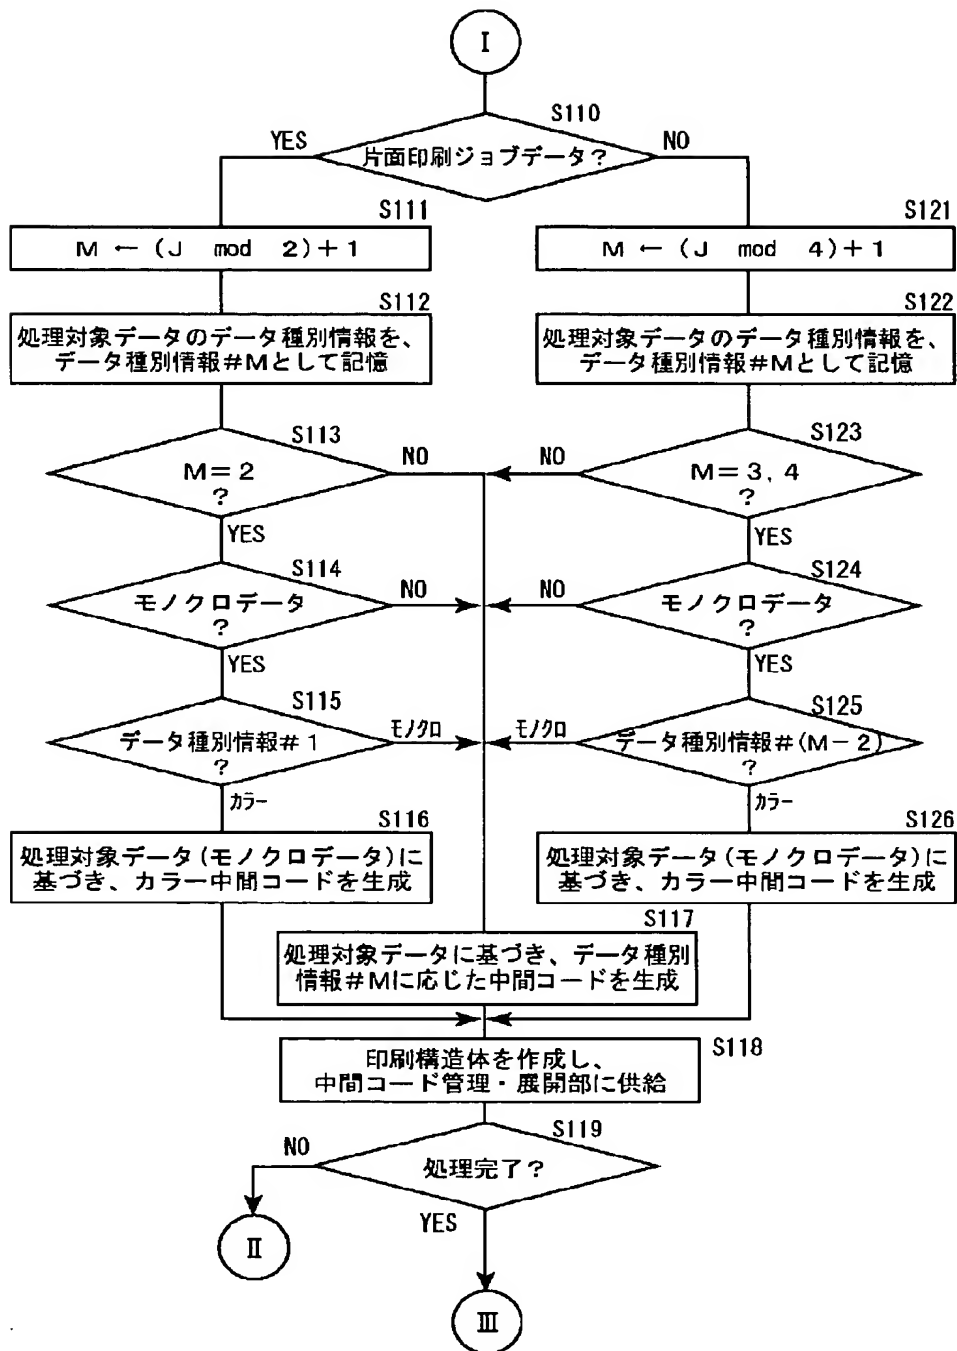 I
S110
YES
片面印刷ジョブデータ?
NO
S111
M ← (J mod 2)+1
S121
M ← (J mod 4)+1
S112
処理対象データのデータ種別情報を、
データ種別情報#Mとして記憶
S122
処理対象データのデータ種別情報を、
データ種別情報#Mとして記憶
S113
M=2
?
NO
YES
S123
M=3,4
?
NO
YES
S114
モノクロデータ
?
NO
YES
S124
モノクロデータ
?
NO
YES
S115
データ種別情報#1
?
モノクロ
カラー
S125
データ種別情報#(M-2)
?
モノクロ
カラー
S116
処理対象データ(モノクロデータ)に
基づき、カラー中間コードを生成
S126
処理対象データ(モノクロデータ)に
基づき、カラー中間コードを生成
S117
処理対象データに基づき、データ種別
情報#Mに応じた中間コードを生成
S118
印刷構造体を作成し、
中間コード管理・展開部に供給
S119
処理完了?
NO
YES
II
III